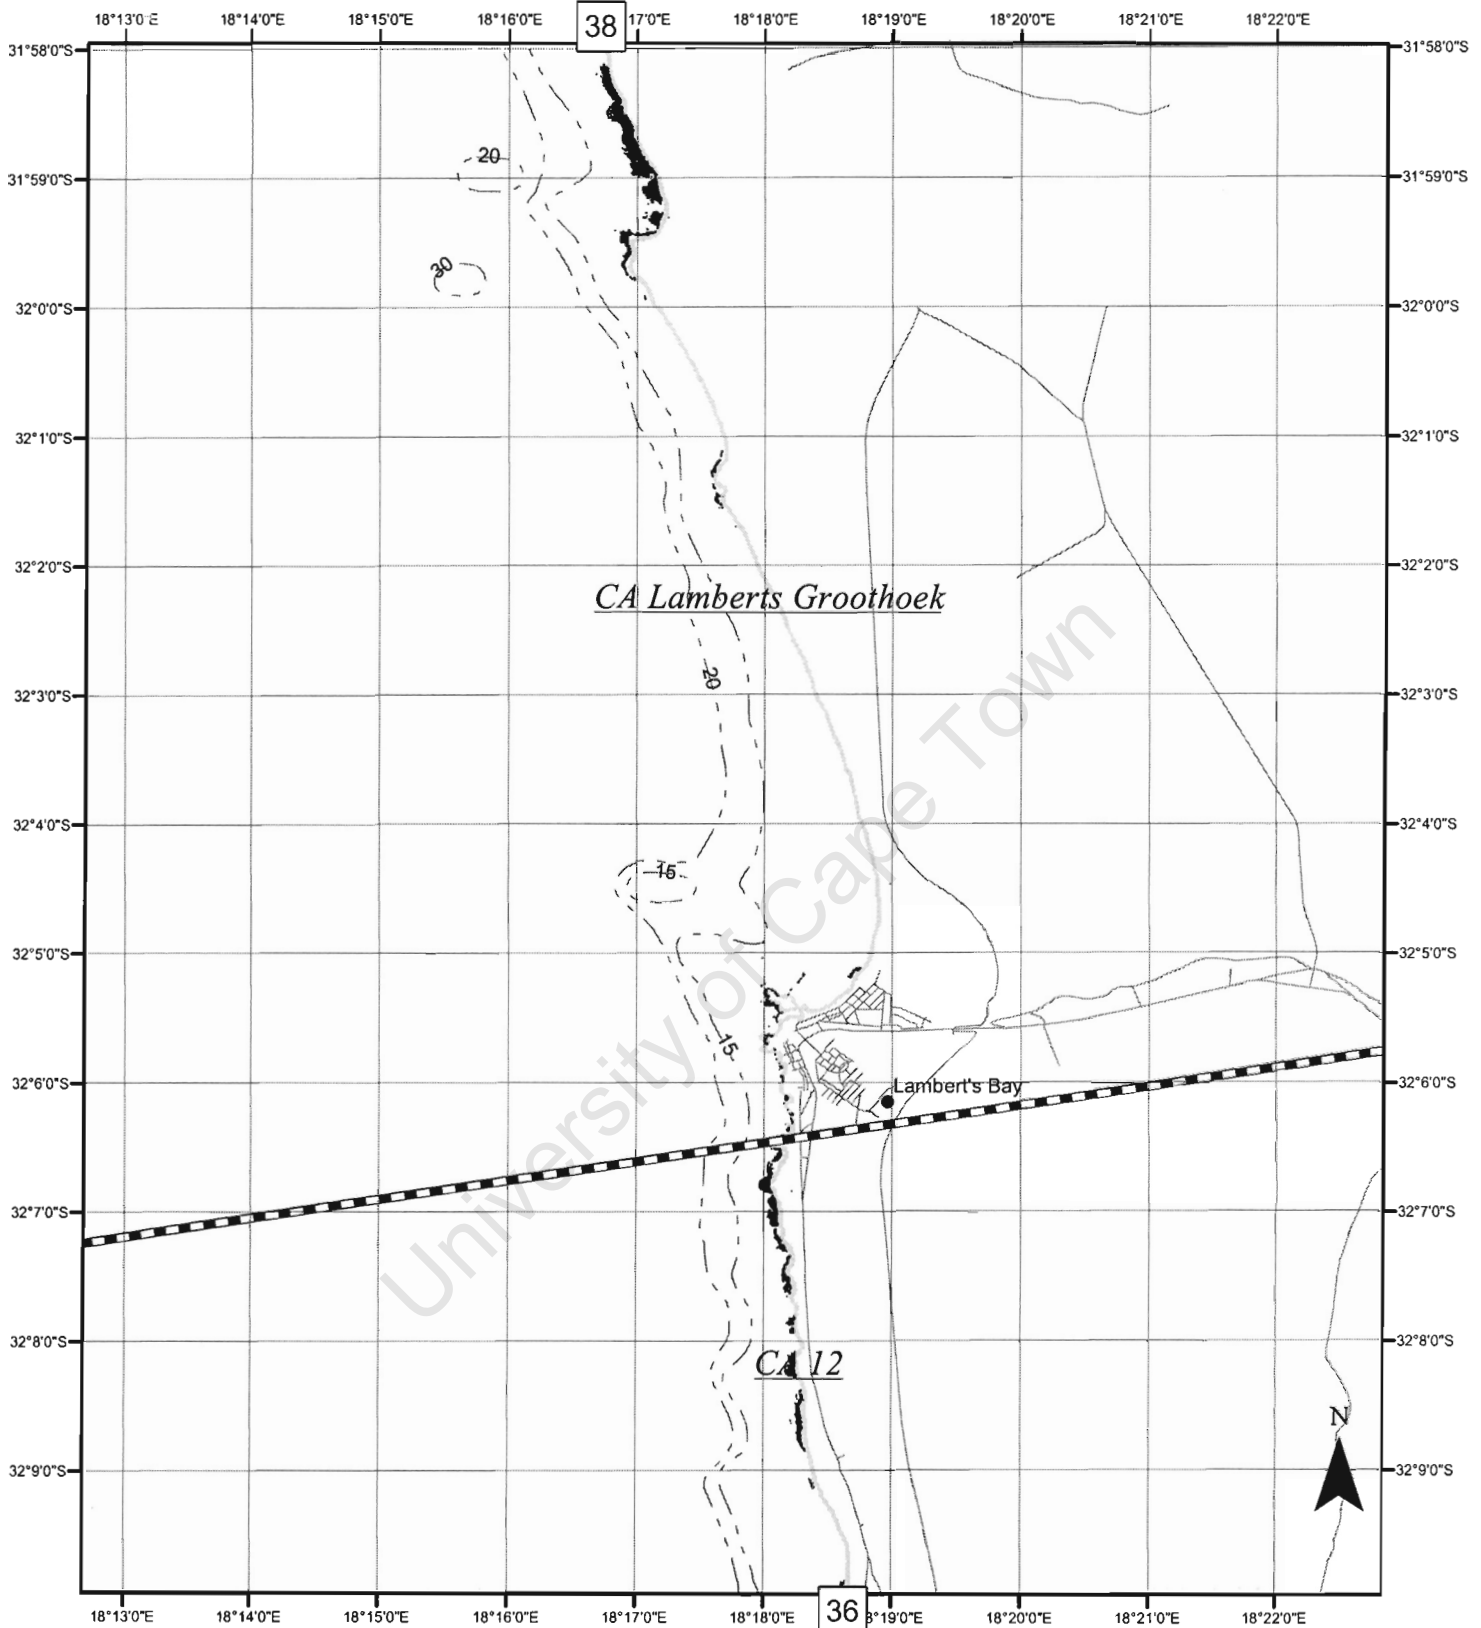 18°13'0"E 18°14'0"E 18°15'0"E 18°16'0"E 38 17'0"E 18°18'0"E 18°19'0"E 18°20'0"E 18°21'0"E 18°22'0"E
31°58'0"S 31°58'0"S
20
31°59'0"S 31°59'0"S
30
32°0'0"S 32°0'0"S
32°1'0"S 32°1'0"S
32°2'0"S 32°2'0"S
CA Lamberts Groothoek
20
32°3'0"S 32°3'0"S
32°4'0"S 32°4'0"S
15
32°5'0"S 32°5'0"S
15
32°6'0"S Lambert's Bay 32°6'0"S
32°7'0"S 32°7'0"S
University of Cape Town
32°8'0"S 32°8'0"S
CA 12
N
32°9'0"S 32°9'0"S
18°13'0"E 18°14'0"E 18°15'0"E 18°16'0"E 18°17'0"E 18°18'0"E 36 8°19'0"E 18°20'0"E 18°21'0"E 18°22'0"E